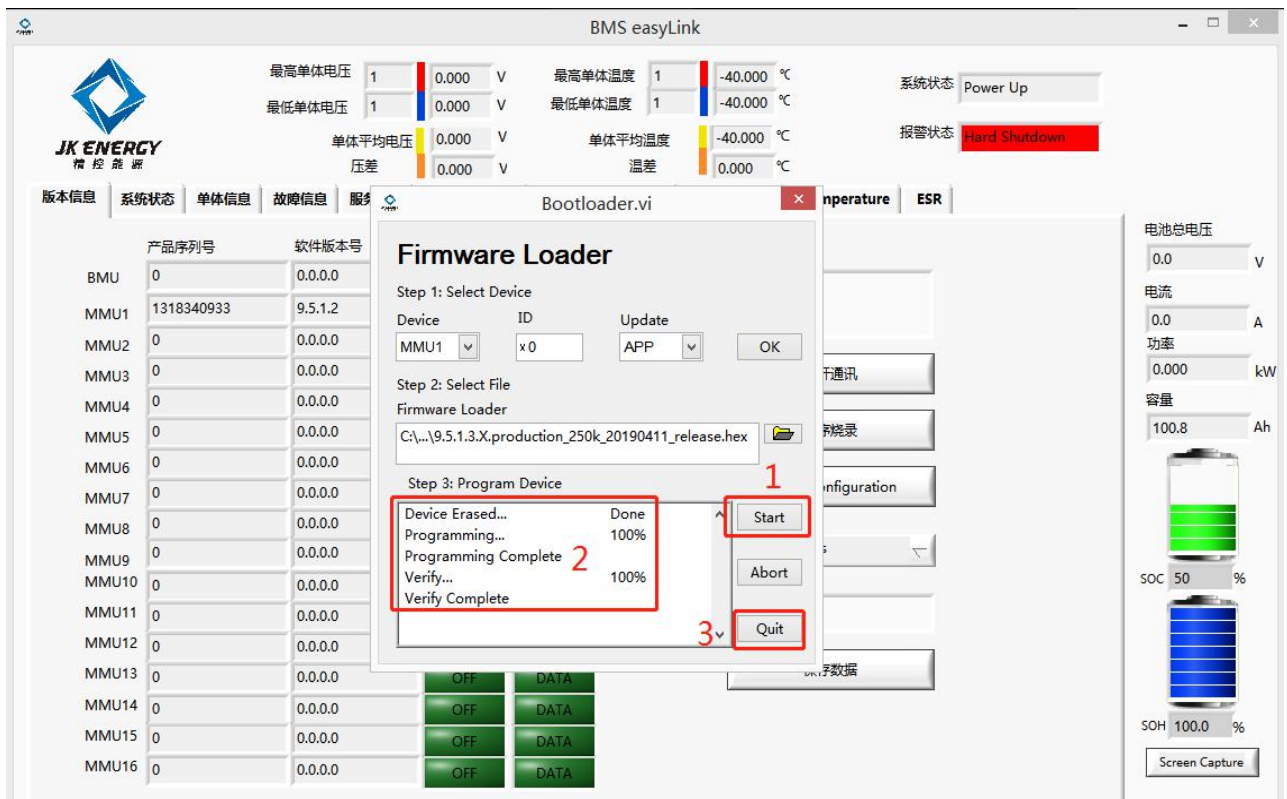 BMS easyLink
JK ENERGY
精控能源
最高单体电压 1 0.000 V 最高单体温度 1 -40.000 ℃
最低单体电压 1 0.000 V 最低单体温度 1 -40.000 ℃
单体平均电压 0.000 V 单体平均温度 -40.000 ℃
压差 0.000 V 温差 0.000 ℃
系统状态 Power Up
报警状态 Hard Shutdown
版本信息 系统状态 单体信息 故障信息 服务 mperature ESR
产品序列号 软件版本号
BMU 0 0.0.0.0
MMU1 1318340933 9.5.1.2
MMU2 0 0.0.0.0
MMU3 0 0.0.0.0
MMU4 0 0.0.0.0
MMU5 0 0.0.0.0
MMU6 0 0.0.0.0
MMU7 0 0.0.0.0
MMU8 0 0.0.0.0
MMU9 0 0.0.0.0
MMU10 0 0.0.0.0
MMU11 0 0.0.0.0
MMU12 0 0.0.0.0
MMU13 0 0.0.0.0 OFF DATA
MMU14 0 0.0.0.0 OFF DATA
MMU15 0 0.0.0.0 OFF DATA
MMU16 0 0.0.0.0 OFF DATA
Bootloader.vi
Firmware Loader
Step 1: Select Device
Device ID Update
MMU1 x 0 APP OK
Step 2: Select File
Firmware Loader
C:\...\9.5.1.3.X.production_250k_20190411_release.hex
1
Step 3: Program Device
Device Erased... Done
Programming... 100%
Programming Complete
Verify... 100%
Verify Complete
2
Start
Abort
3
Quit
通讯
烧录
nfiguration
s
存数据
电池总电压
0.0 V
电流
0.0 A
功率
0.000 kW
容量
100.8 Ah
SOC 50 %
SOH 100.0 %
Screen Capture